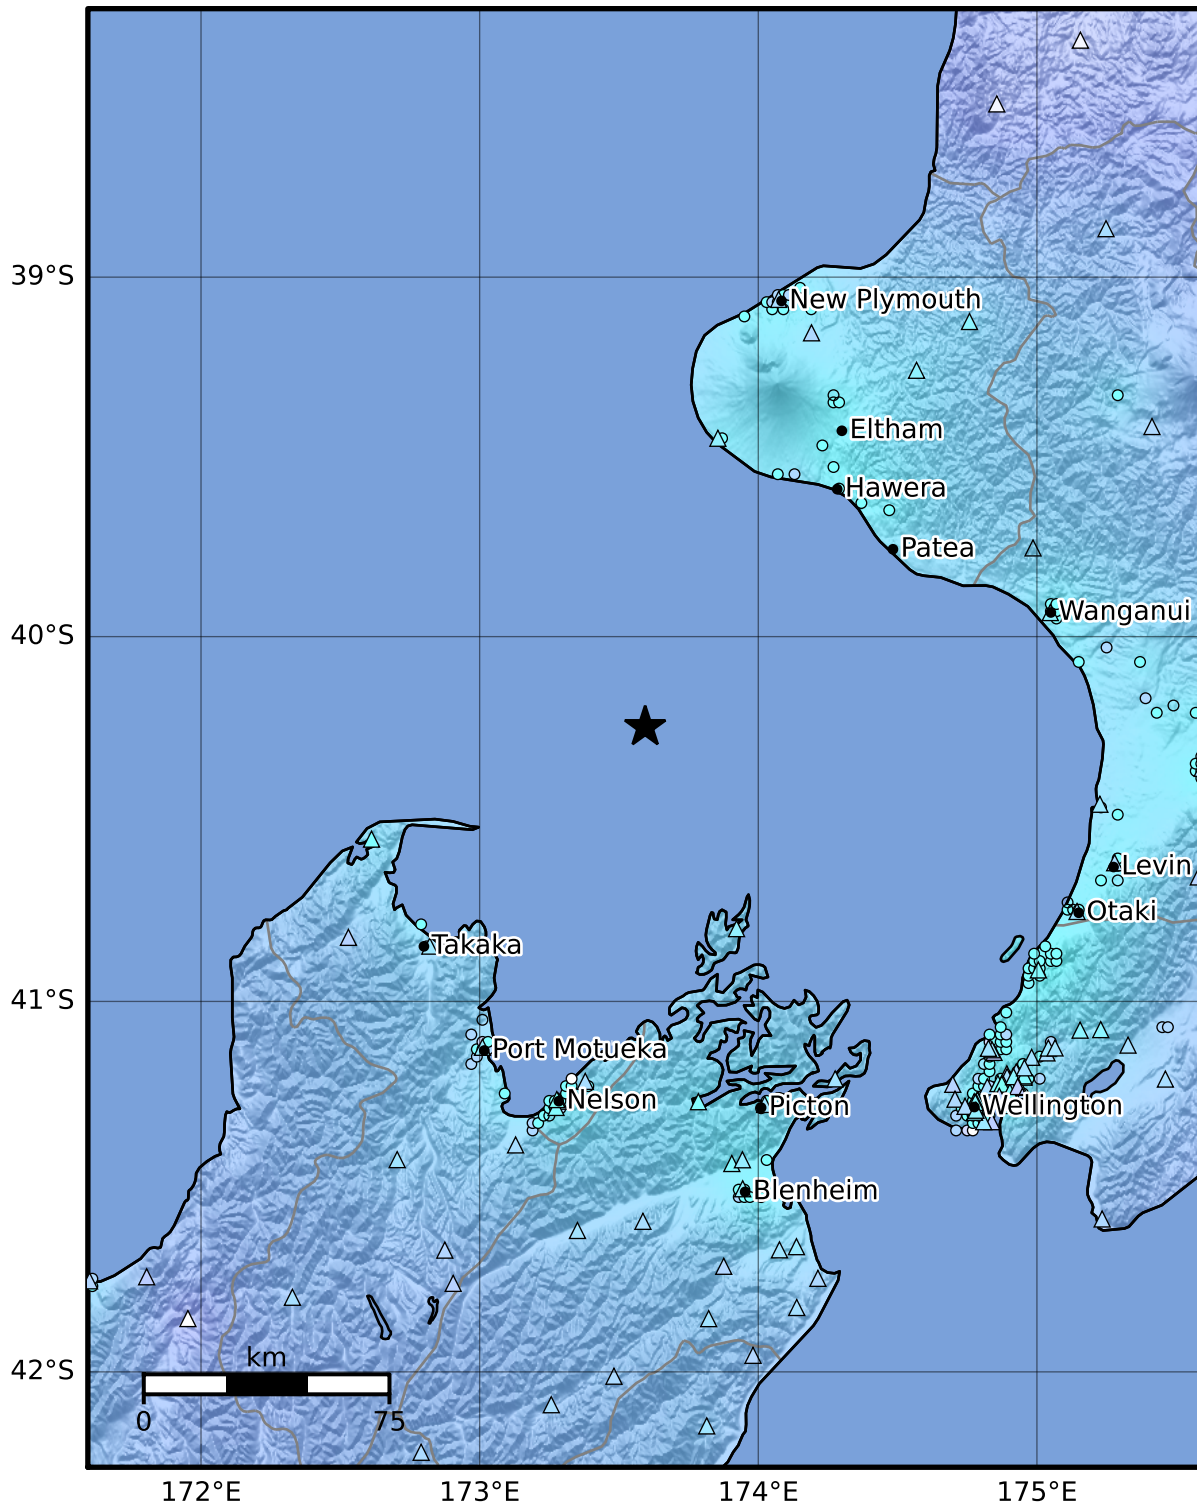 39°S
New Plymouth
Eltham
Hawera
Patea
Wanganui
40°S
Levin
Otaki
Takaka
41°S
Port Motueka
Nelson
Picton
Wellington
Blenheim
km
42°S
0 75
172°E 173°E 174°E 175°E